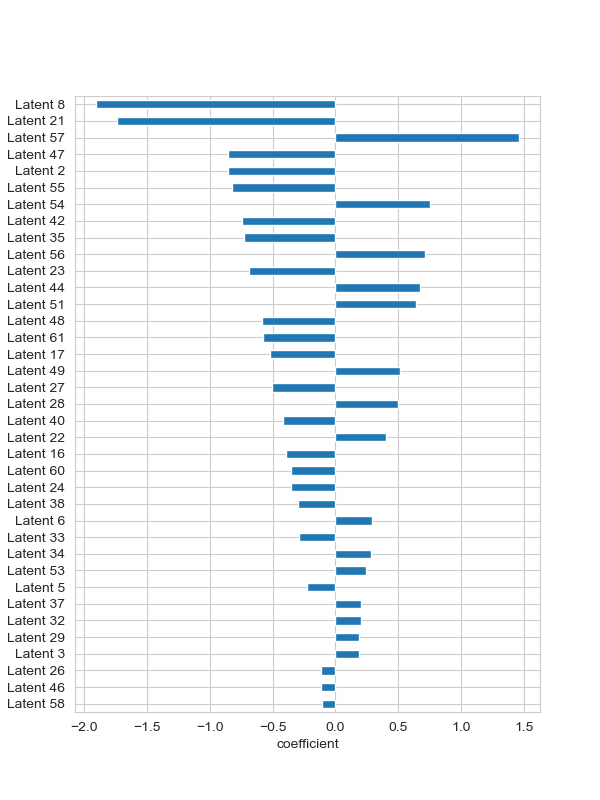 Latent 8
Latent 21
Latent 57
Latent 47
Latent 2
Latent 55
Latent 54
Latent 42
Latent 35
Latent 56
Latent 23
Latent 44
Latent 51
Latent 48
Latent 61
Latent 17
Latent 49
Latent 27
Latent 28
Latent 40
Latent 22
Latent 16
Latent 60
Latent 24
Latent 38
Latent 6
Latent 33
Latent 34
Latent 53
Latent 5
Latent 37
Latent 32
Latent 29
Latent 3
Latent 26
Latent 46
Latent 58
−2.0 −1.5 −1.0 −0.5 0.0 0.5 1.0 1.5
coefficient